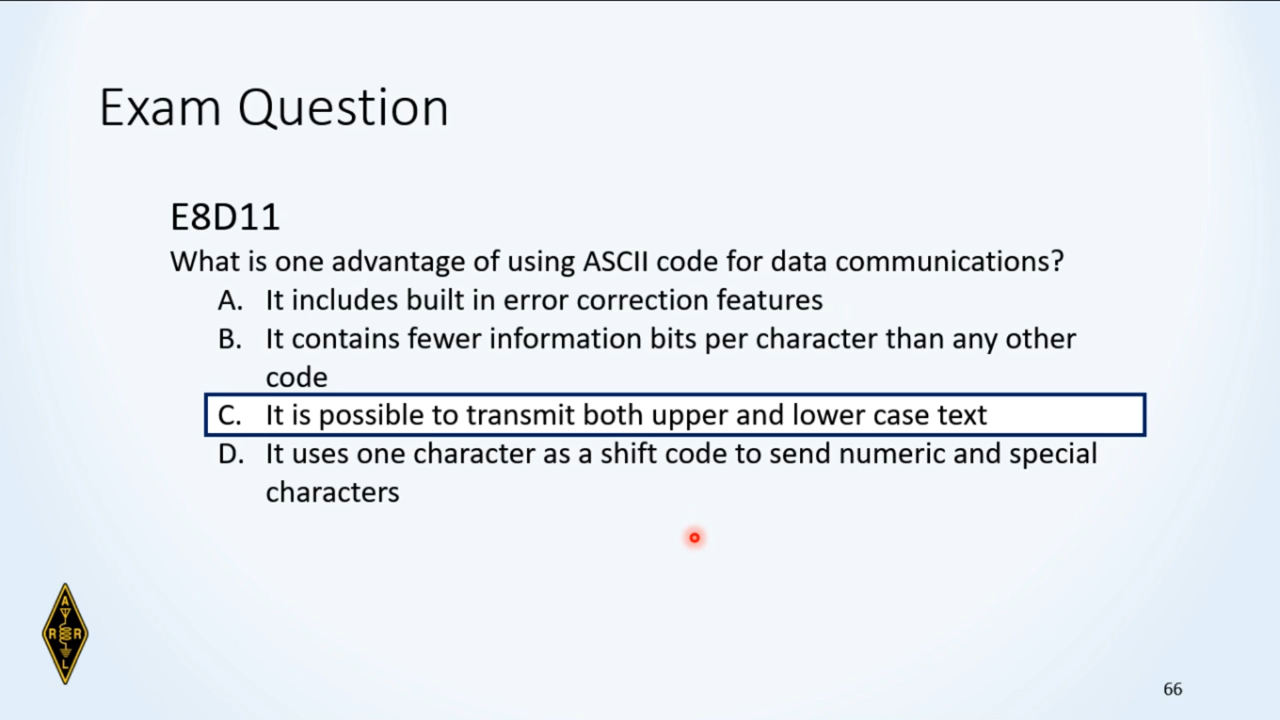 Exam Question
E8D11
What is one advantage of using ASCII code for data communications?
A. It includes built in error correction features
B. It contains fewer information bits per character than any other
code
C. It is possible to transmit both upper and lower case text
D. It uses one character as a shift code to send numeric and special
characters
A
R R
L
66